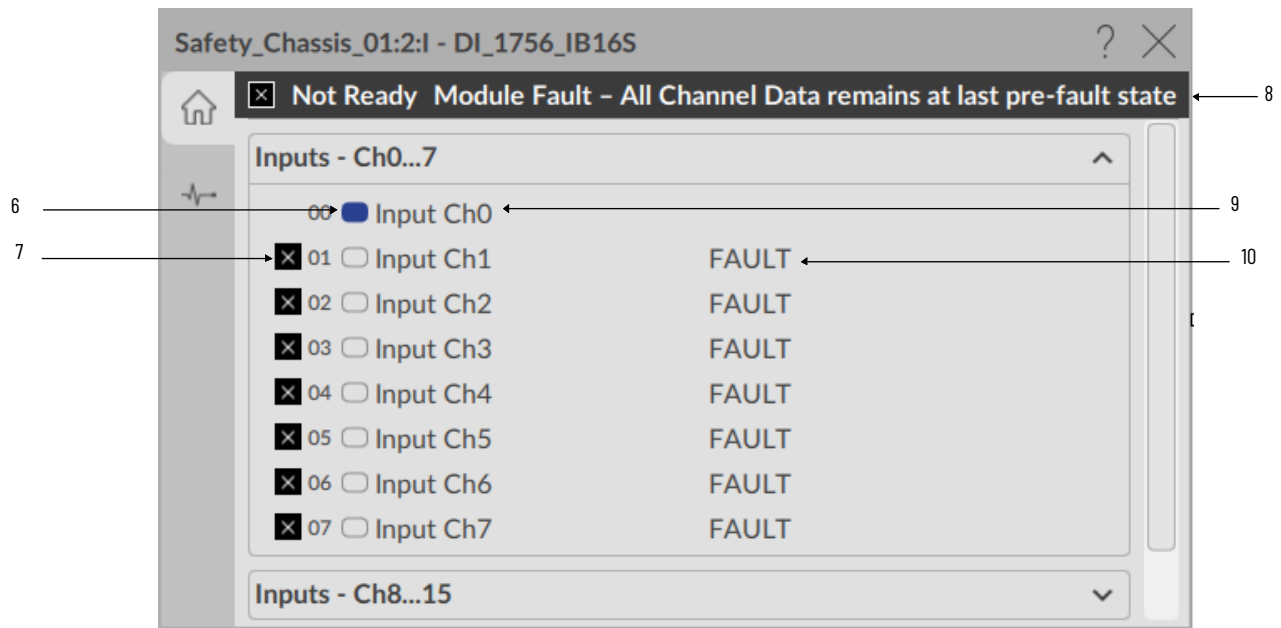 Safety_Chassis_01:2:I - DI_1756_IB16S ?
Not Ready Module Fault – All Channel Data remains at last pre-fault state 8
Inputs - Ch0...7
6 00 Input Ch0 9
7 01 Input Ch1 FAULT 10
02 Input Ch2 FAULT
03 Input Ch3 FAULT
04 Input Ch4 FAULT
05 Input Ch5 FAULT
06 Input Ch6 FAULT
07 Input Ch7 FAULT
Inputs - Ch8...15